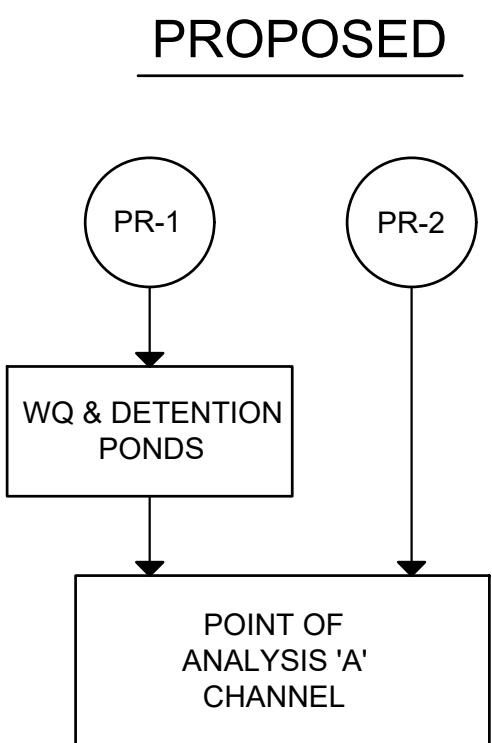 PROPOSED
PR-1
PR-2
WQ & DETENTION
PONDS
POINT OF
ANALYSIS 'A'
CHANNEL